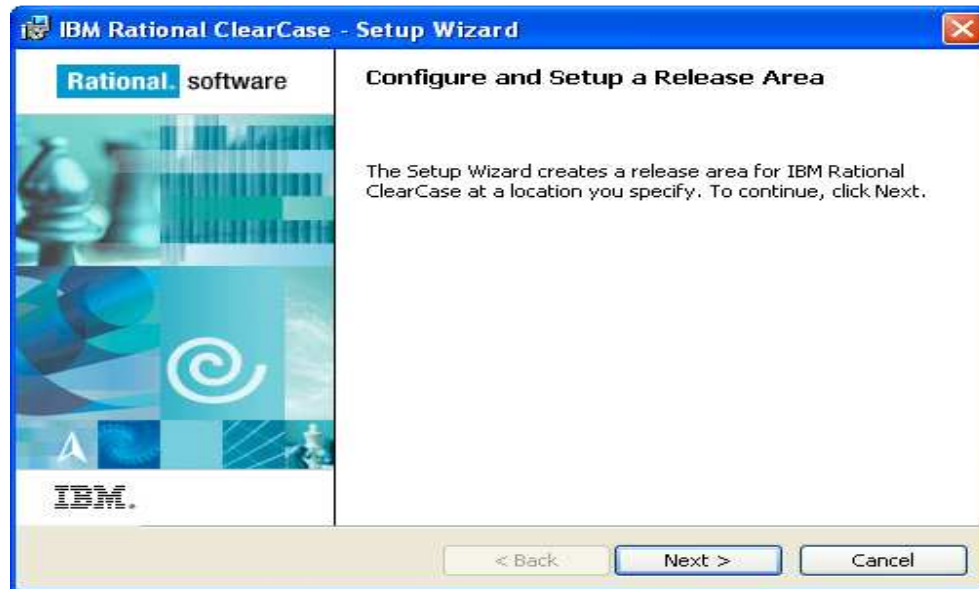 IBM Rational ClearCase - Setup Wizard
Rational. software
Configure and Setup a Release Area
The Setup Wizard creates a release area for IBM Rational
ClearCase at a location you specify. To continue, click Next.
IBM.
< Back
Next >
Cancel